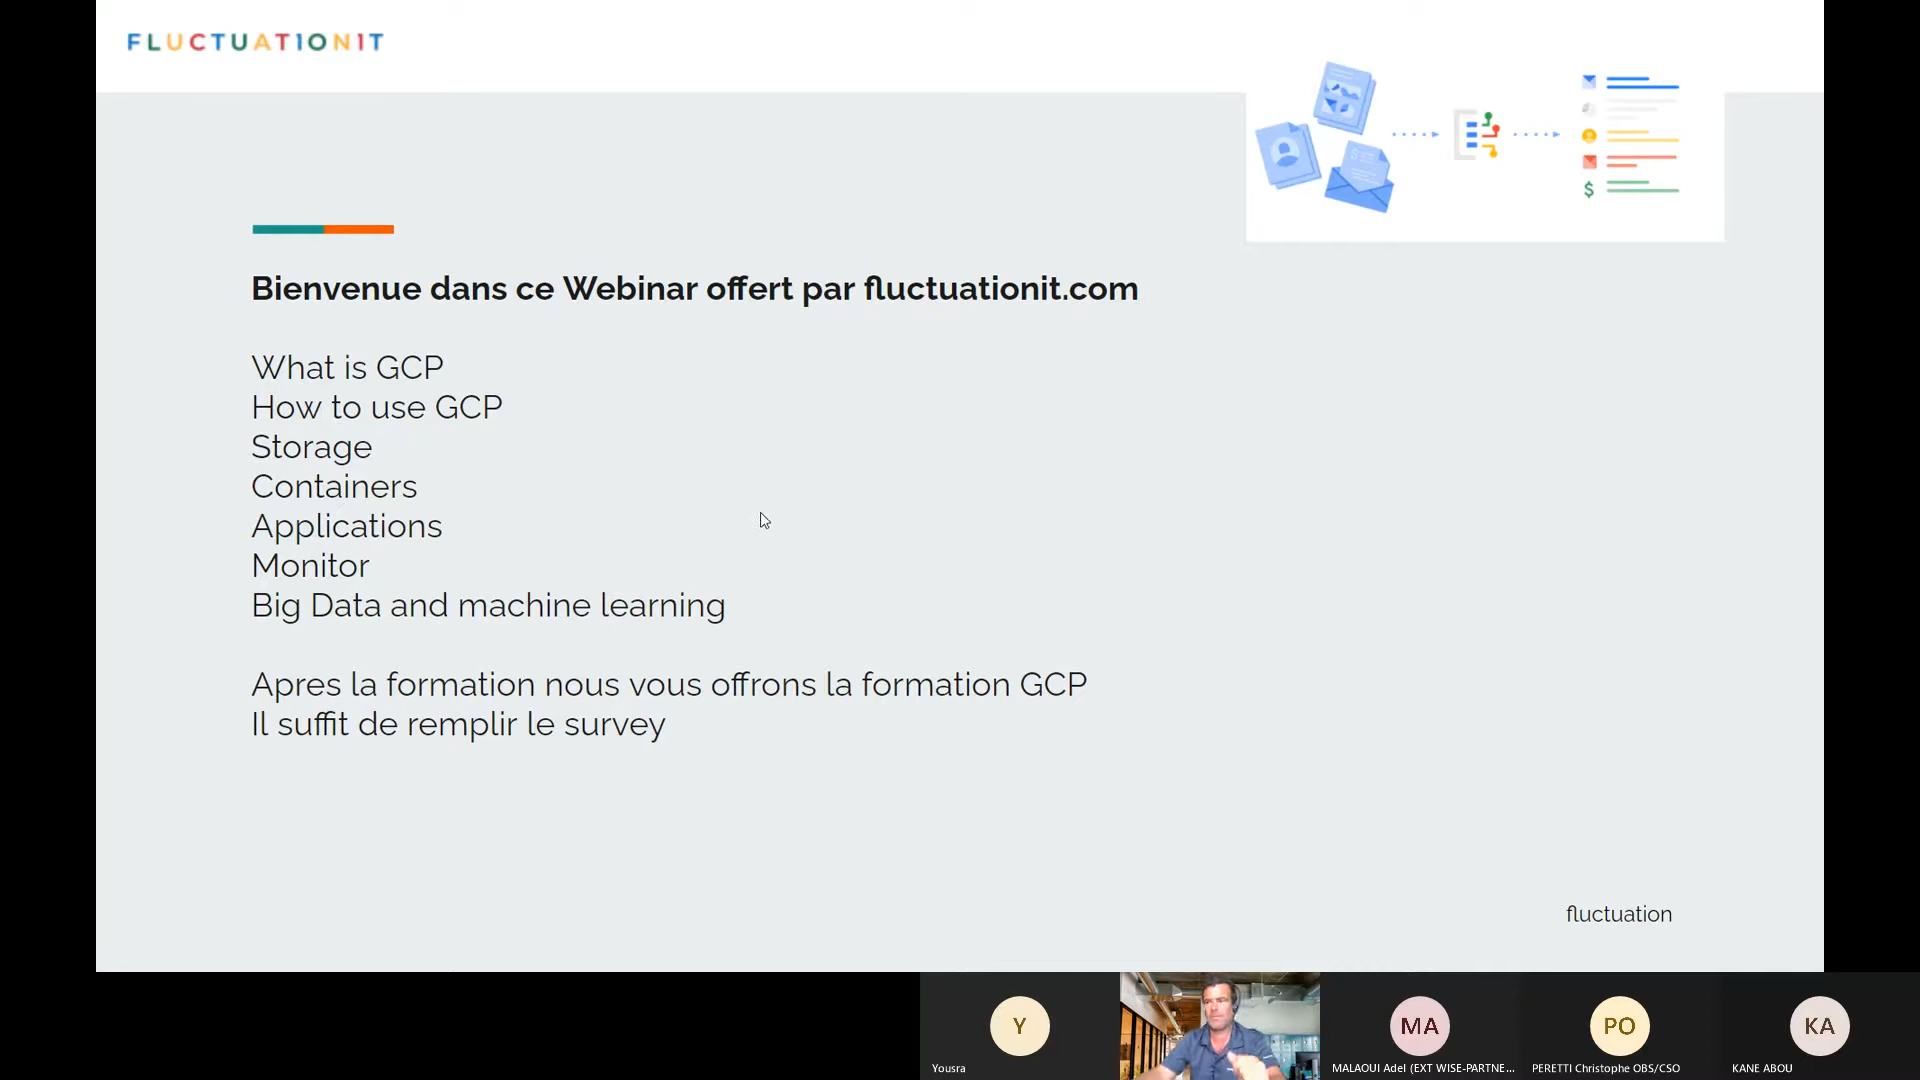 FLUCTUATIONIT
Bienvenue dans ce Webinar offert par fluctuationit.com
What is GCP
How to use GCP
Storage
Containers
Applications
Monitor
Big Data and machine learning
Apres la formation nous vous offrons la formation GCP
Il suffit de remplir le survey
fluctuation
Y
MA
PO
KA
Yousra
MALAOUI Adel (EXT WISE-PARTNE...
PERETTI Christophe OBS/CSO
KANE ABOU